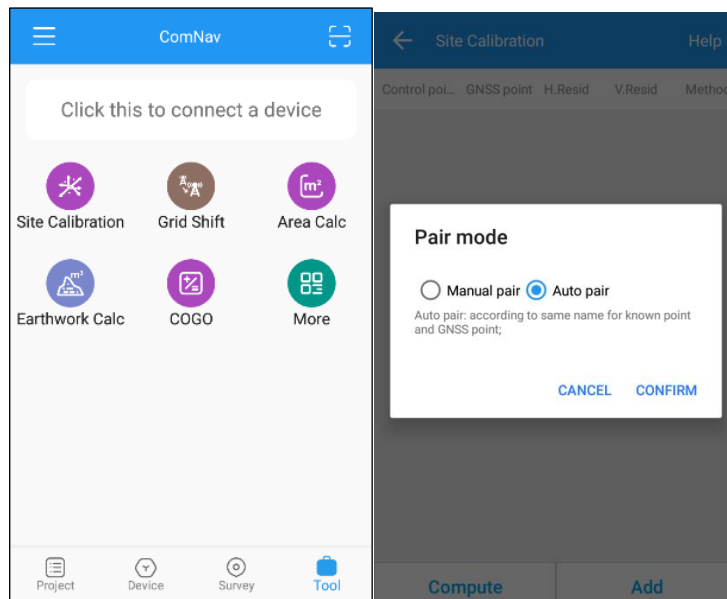 ComNav
Click this to connect a device
Site Calibration
Grid Shift
Area Calc
Earthwork Calc
COGO
More
Project
Device
Survey
Tool
Site Calibration
Help
Control poi... GNSS point H.Resid V.Resid Method
Pair mode
Manual pair Auto pair
Auto pair: according to same name for known point
and GNSS point;
CANCEL CONFIRM
Compute
Add